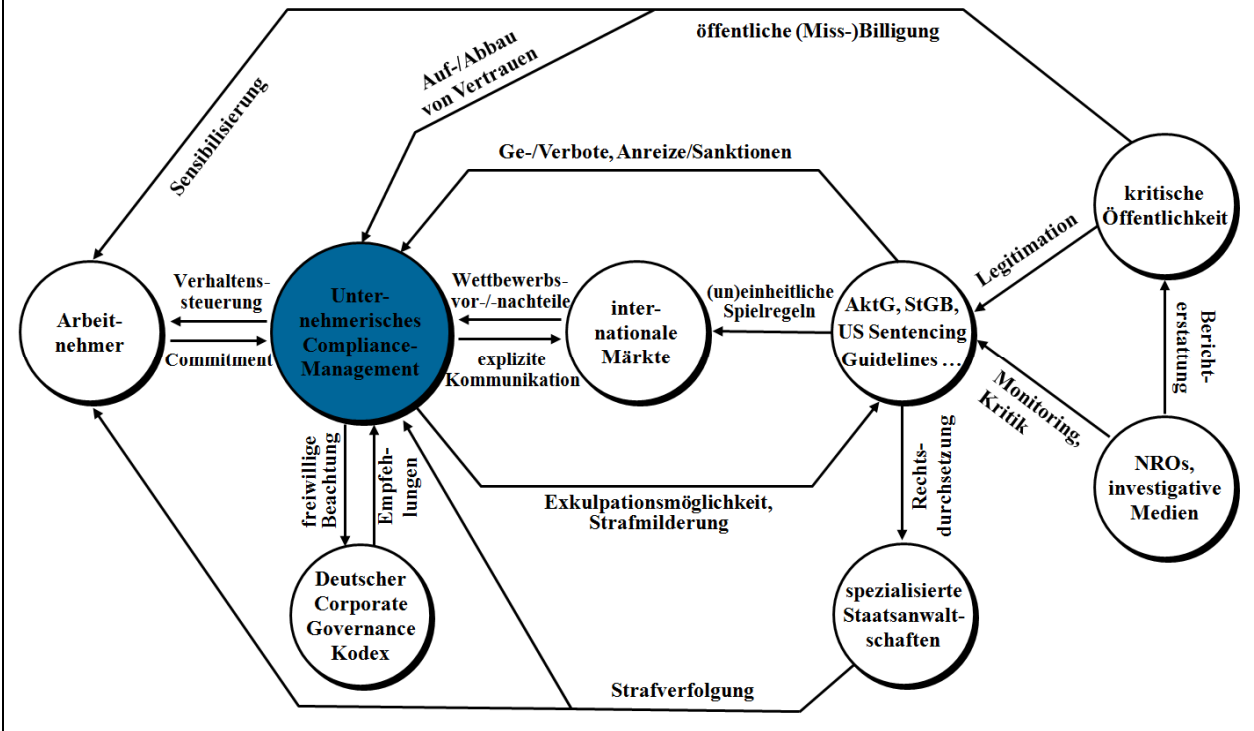 öffentliche (Miss-)Billigung
Auf-/Abbau
von Vertrauen
Sensibilisierung
Ge-/Verbote, Anreize/Sanktionen
kritische
Öffentlichkeit
Legitimation
Verhaltens-
steuerung
Commitment
Arbeit-
nehmer
Unter-
nehmerisches
Compliance-
Management
Wettbewerbs-
vor-/-nachteile
explizite
Kommunikation
inter-
nationale
Märkte
(un)einheitliche
Spielregeln
AktG, StGB,
US Sentencing
Guidelines …
Bericht-
erstattung
Monitoring,
Kritik
freiwillige
Beachtung
Empfeh-
lungen
Exkulpationsmöglichkeit,
Strafmilderung
Rechts-
durchsetzung
NROs,
investigative
Medien
Deutscher
Corporate
Governance
Kodex
spezialisierte
Staatsanwalt-
schaften
Strafverfolgung